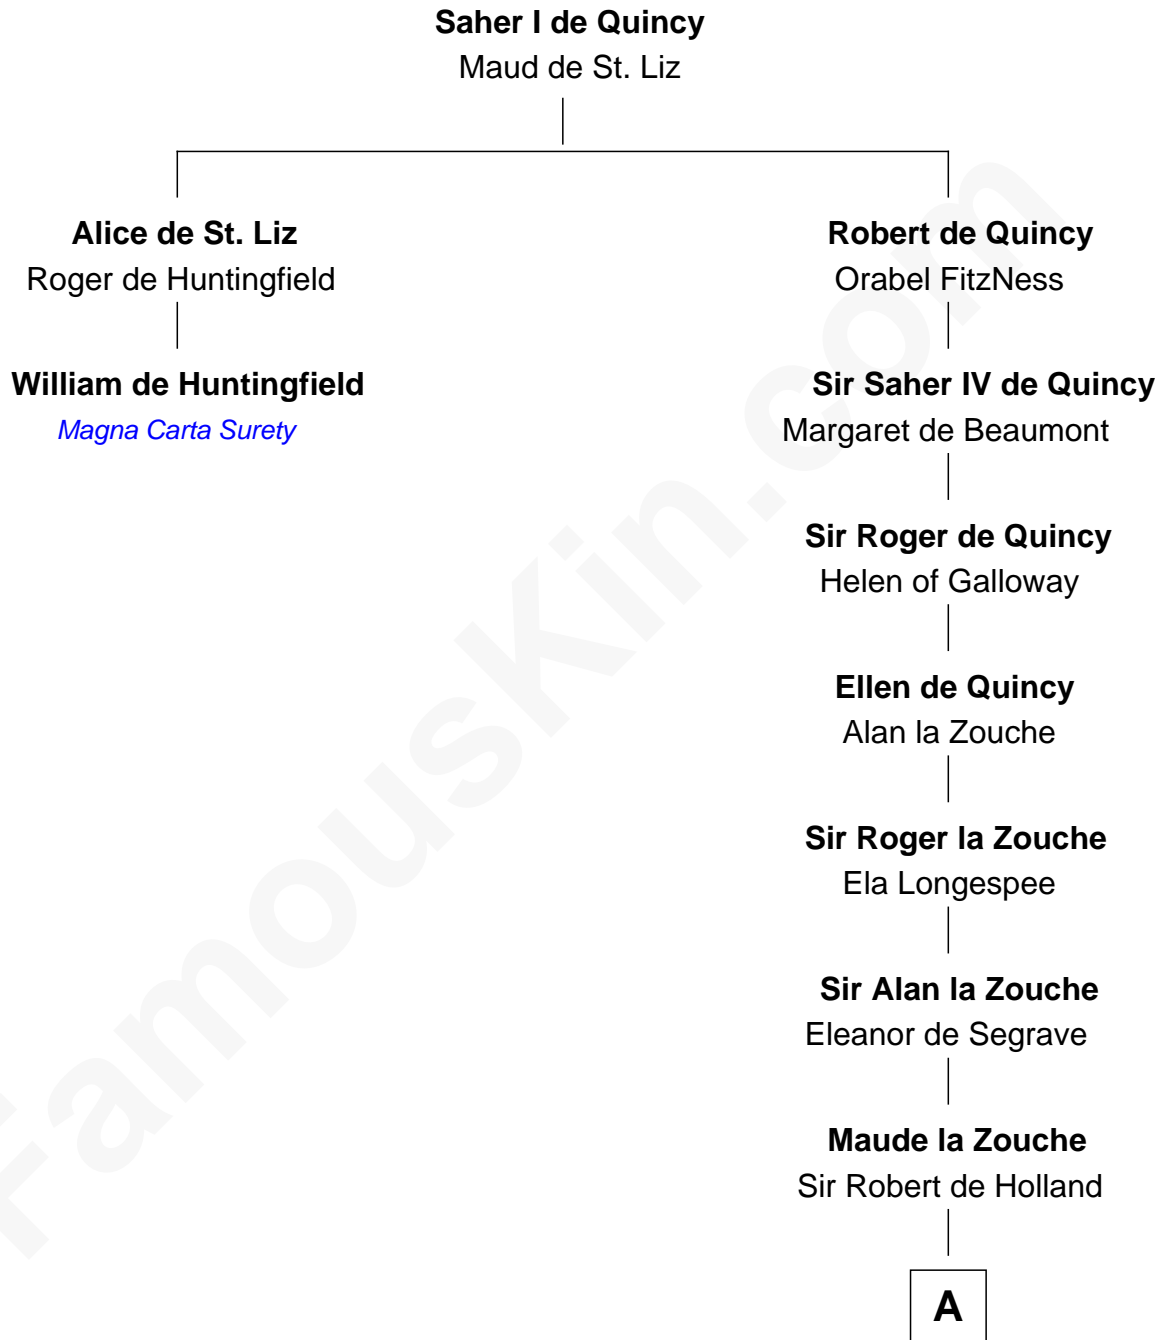 Saher I de Quincy
Maud de St. Liz
Alice de St. Liz
Roger de Huntingfield
William de Huntingfield
Magna Carta Surety
Robert de Quincy
Orabel FitzNess
Sir Saher IV de Quincy
Margaret de Beaumont
Sir Roger de Quincy
Helen of Galloway
Ellen de Quincy
Alan la Zouche
Sir Roger la Zouche
Ela Longespee
Sir Alan la Zouche
Eleanor de Segrave
Maude la Zouche
Sir Robert de Holland
A
FamousKin.com